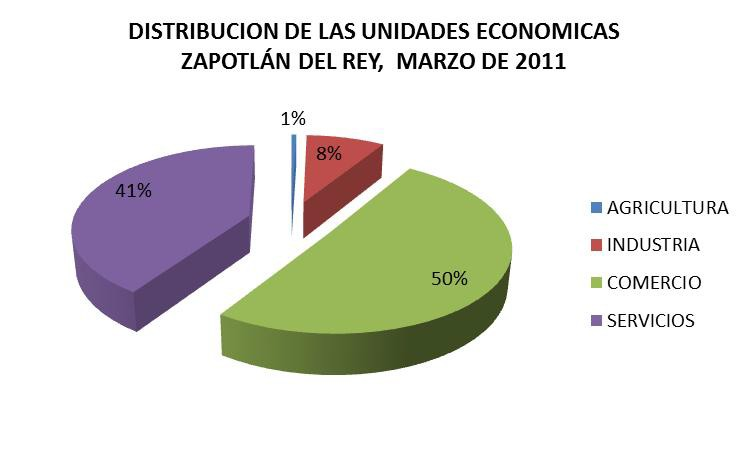 DISTRIBUCION DE LAS UNIDADES ECONOMICAS
ZAPOTLÁN DEL REY, MARZO DE 2011
1%
8%
41%
50%
AGRICULTURA
INDUSTRIA
COMERCIO
SERVICIOS